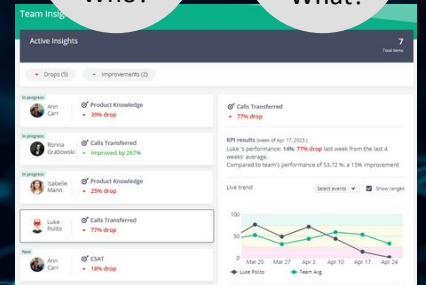 Who?
What?
Team Insig
Active Insights
7
Total items
Drops (5)
Improvements (2)
In progress
Ann
Carr
Product Knowledge
39% drop
In progress
Ronna
Grabowski
Calls Transferred
Improved by 267%
In progress
Isabelle
Mann
Product Knowledge
25% drop
Luke
Polito
Calls Transferred
77% drop
New
Ann
Carr
CSAT
18% drop
Calls Transferred
77% drop
KPI results (week of Apr 17, 2023)
Luke 's performance: 14%, 77% drop last week from the last 4
weeks' average.
Compared to team's performance of 53.72 %, a 15% improvement
Live trend
Select events
Show ranges
100
50
0
Mar 20 Mar 27 Apr 3 Apr 10 Apr 17 Apr 24
Luke Polito
Team Avg